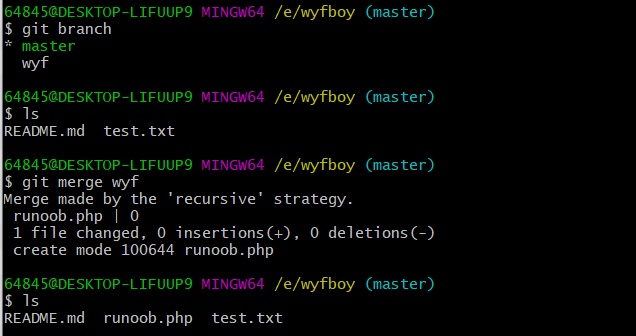 64845@DESKTOP-LIFUUP9 MINGW64 /e/wyfboy (master)
$ git branch
* master
  wyf
64845@DESKTOP-LIFUUP9 MINGW64 /e/wyfboy (master)
$ ls
README.md  test.txt
64845@DESKTOP-LIFUUP9 MINGW64 /e/wyfboy (master)
$ git merge wyf
Merge made by the 'recursive' strategy.
 runoob.php | 0
 1 file changed, 0 insertions(+), 0 deletions(-)
 create mode 100644 runoob.php
64845@DESKTOP-LIFUUP9 MINGW64 /e/wyfboy (master)
$ ls
README.md  runoob.php  test.txt